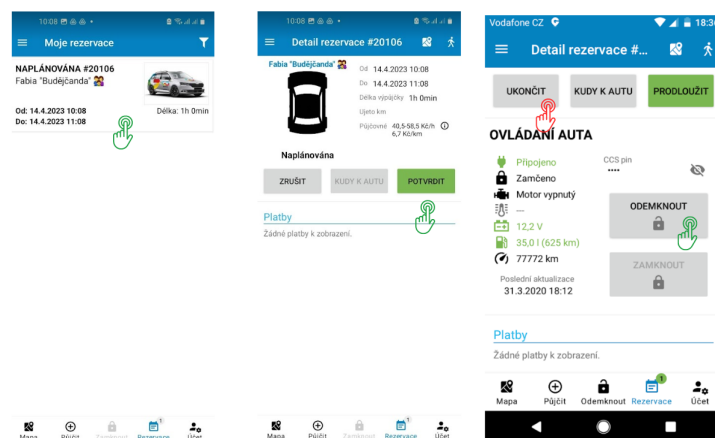 10:08
Moje rezervace
NAPLÁNOVÁNA #20106
Fabia "Budějčanda"
Od: 14.4.2023 10:08
Do: 14.4.2023 11:08
Délka: 1h 0min
Mapa
Půjčit
Zamknout
Rezervace
1
Účet
10:08
Detail rezervace #20106
Fabia "Budějčanda"
Od 14.4.2023 10:08
Do 14.4.2023 11:08
Délka výpůjčky 1h 0min
Ujeto km
Půjčovné 40,5-58,5 Kč/h
6,7 Kč/km
Naplánována
ZRUŠIT
KUDY K AUTU
POTVRDIT
Platby
Žádné platby k zobrazení.
Mapa
Půjčit
Zamknout
Rezervace
1
Účet
Vodafone CZ
18:30
Detail rezervace #...
UKONČIT
KUDY K AUTU
PRODLOUŽIT
OVLÁDÁNÍ AUTA
Připojeno
Zamčeno
Motor vypnutý
---
12,2 V
35,0 l (625 km)
77772 km
Poslední aktualizace
31.3.2020 18:12
CCS pin
••••
ODEMKNOUT
ZAMKNOUT
Platby
Žádné platby k zobrazení.
Mapa
Půjčit
Odemknout
Rezervace
1
Účet